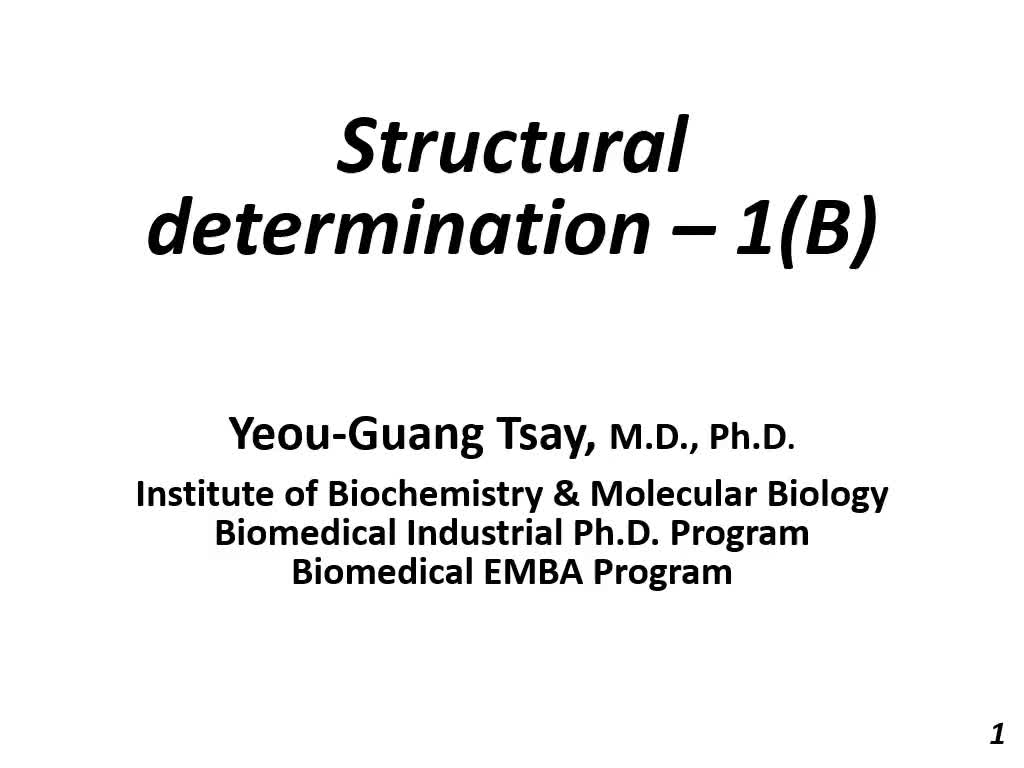 Structural
determination – 1(B)
Yeou-Guang Tsay, M.D., Ph.D.
Institute of Biochemistry & Molecular Biology
Biomedical Industrial Ph.D. Program
Biomedical EMBA Program
1